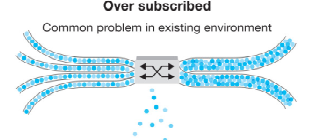 Over subscribed
Common problem in existing environment